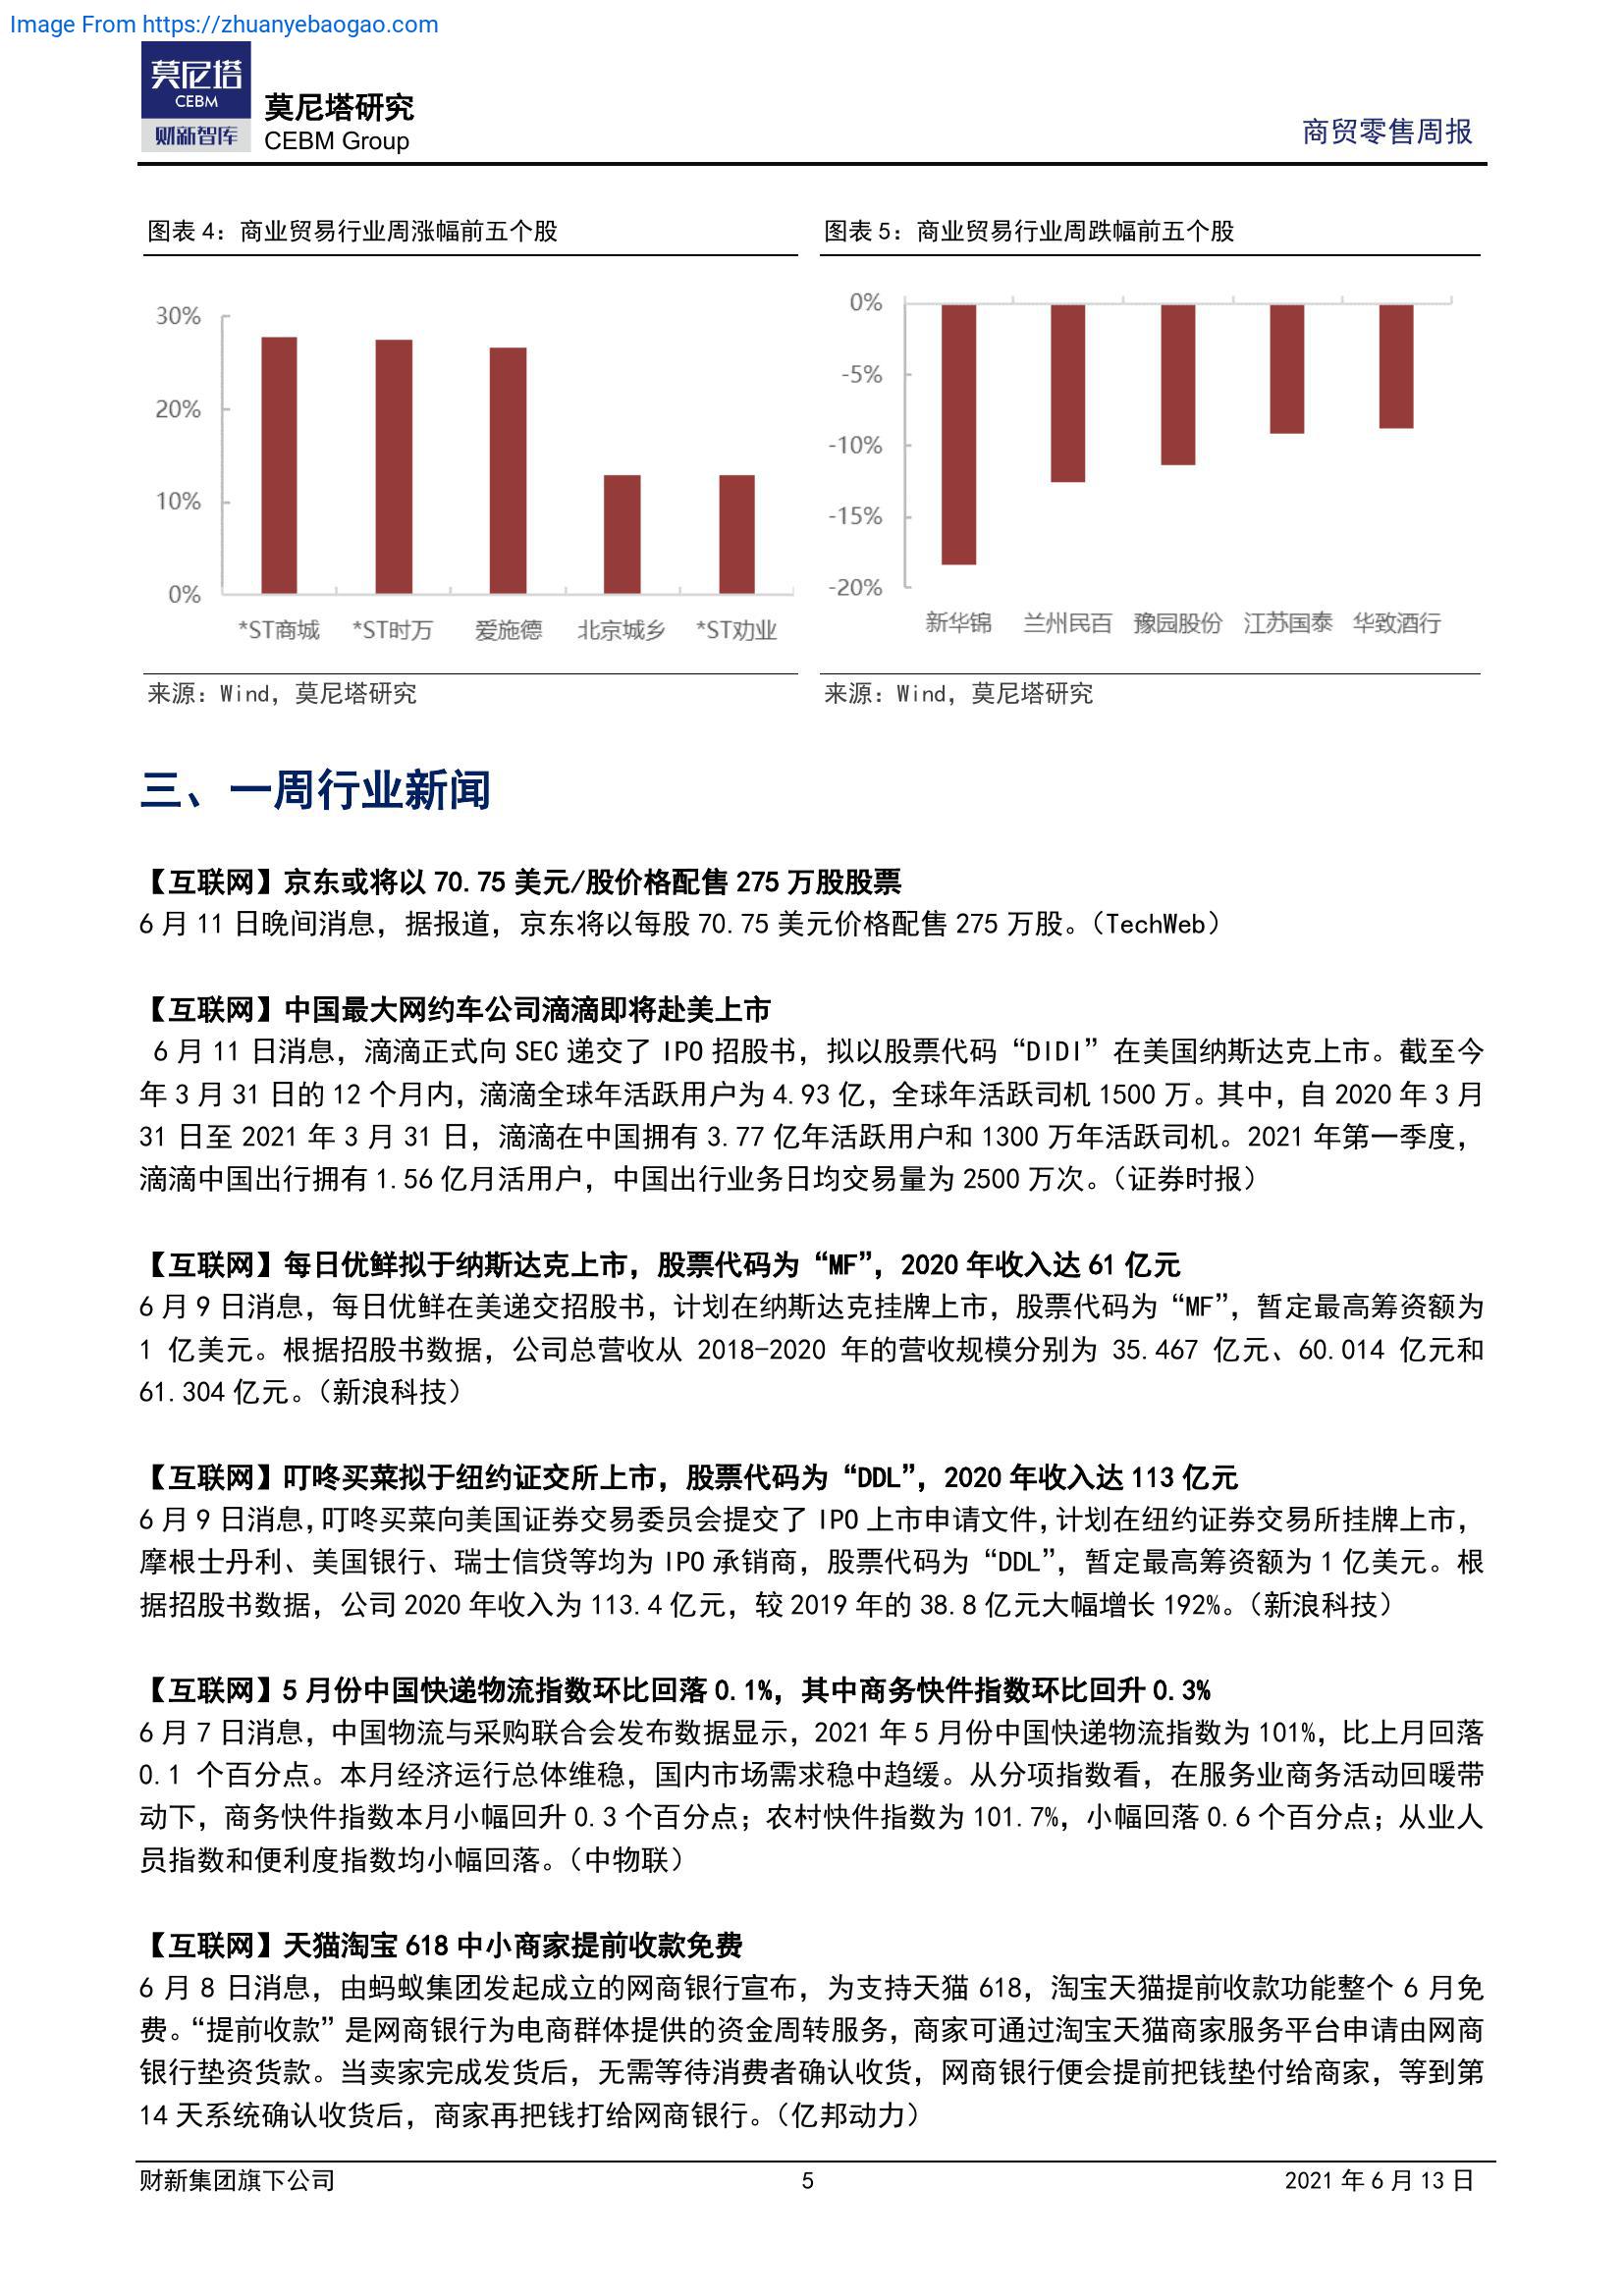 Image From https://zhuanyebaogao.com
莫尼塔
CEBM
财新智库
莫尼塔研究
CEBM Group
商贸零售周报
图表 4：商业贸易行业周涨幅前五个股
30%
20%
10%
0%
*ST商城 *ST时万 爱施德 北京城乡 *ST劝业
来源：Wind，莫尼塔研究
图表 5：商业贸易行业周跌幅前五个股
0%
-5%
-10%
-15%
-20%
新华锦 兰州民百 豫园股份 江苏国泰 华致酒行
来源：Wind，莫尼塔研究
三、一周行业新闻
【互联网】京东或将以 70.75 美元/股价格配售 275 万股股票
6 月 11 日晚间消息，据报道，京东将以每股 70.75 美元价格配售 275 万股。（TechWeb）
【互联网】中国最大网约车公司滴滴即将赴美上市
6 月 11 日消息，滴滴正式向 SEC 递交了 IPO 招股书，拟以股票代码“DIDI”在美国纳斯达克上市。截至今
年 3 月 31 日的 12 个月内，滴滴全球年活跃用户为 4.93 亿，全球年活跃司机 1500 万。其中，自 2020 年 3 月
31 日至 2021 年 3 月 31 日，滴滴在中国拥有 3.77 亿年活跃用户和 1300 万年活跃司机。2021 年第一季度，
滴滴中国出行拥有 1.56 亿月活用户，中国出行业务日均交易量为 2500 万次。（证券时报）
【互联网】每日优鲜拟于纳斯达克上市，股票代码为“MF”，2020 年收入达 61 亿元
6 月 9 日消息，每日优鲜在美递交招股书，计划在纳斯达克挂牌上市，股票代码为“MF”，暂定最高筹资额为
1 亿美元。根据招股书数据，公司总营收从 2018-2020 年的营收规模分别为 35.467 亿元、60.014 亿元和
61.304 亿元。（新浪科技）
【互联网】叮咚买菜拟于纽约证交所上市，股票代码为“DDL”，2020 年收入达 113 亿元
6 月 9 日消息，叮咚买菜向美国证券交易委员会提交了 IPO 上市申请文件，计划在纽约证券交易所挂牌上市，
摩根士丹利、美国银行、瑞士信贷等均为 IPO 承销商，股票代码为“DDL”，暂定最高筹资额为 1 亿美元。根
据招股书数据，公司 2020 年收入为 113.4 亿元，较 2019 年的 38.8 亿元大幅增长 192%。（新浪科技）
【互联网】5 月份中国快递物流指数环比回落 0.1%，其中商务快件指数环比回升 0.3%
6 月 7 日消息，中国物流与采购联合会发布数据显示，2021 年 5 月份中国快递物流指数为 101%，比上月回落
0.1 个百分点。本月经济运行总体维稳，国内市场需求稳中趋缓。从分项指数看，在服务业商务活动回暖带
动下，商务快件指数本月小幅回升 0.3 个百分点；农村快件指数为 101.7%，小幅回落 0.6 个百分点；从业人
员指数和便利度指数均小幅回落。（中物联）
【互联网】天猫淘宝 618 中小商家提前收款免费
6 月 8 日消息，由蚂蚁集团发起成立的网商银行宣布，为支持天猫 618，淘宝天猫提前收款功能整个 6 月免
费。“提前收款”是网商银行为电商群体提供的资金周转服务，商家可通过淘宝天猫商家服务平台申请由网商
银行垫资货款。当卖家完成发货后，无需等待消费者确认收货，网商银行便会提前把钱垫付给商家，等到第
14 天系统确认收货后，商家再把钱打给网商银行。（亿邦动力）
财新集团旗下公司
5
2021 年 6 月 13 日